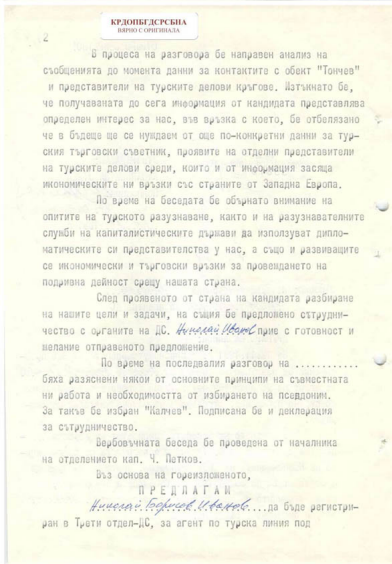 КРДОПБГДСРСБНА
ВЯРНО С ОРИГИНАЛА
2
В процеса на разговора бе направен анализ на
съобщенията до момента данни за контактите с обект "Тончев"
и представители на турските делови кръгове. Изтъкнато бе,
че получаваната до сега информация от кандидата представлява
определен интерес за нас, във връзка с което, бе отбелязано
че в бъдеще ще се нуждаем от още по-конкретни данни за тур-
ския търговски съветник, проявите на отделни представители
на турските делови среди, които и от информация засяща
икономическите ни връзки със страните от Западна Европа.
По време на беседата бе обърнато внимание на
опитите на турското разузнаване, както и на разузнавателните
служби на капиталистическите държави да използуват дипло-
матическите си представителства у нас, а също и развиващите
се икономически и търговски връзки за провеждането на
подривна дейност срещу нашата страна.
След проявеното от страна на кандидата разбиране
на нашите цели и задачи, на същия бе предложено сътрудни-
чество с органите на ДС. Николай Иванов прие с готовност и
желание отправеното предложение.
По време на последвалия разговор на ............
бяха разяснени някои от основните принципи на съвместната
ни работа и необходимостта от избирането на псевдоним.
За такъв бе избран "Калчев". Подписана бе и декларация
за сътрудничество.
Вербовъчната беседа бе проведена от началника
на отделението кап. Ч. Петков.
Въз основа на гореизложеното,
П Р Е Д Л А Г А М
Николай Борисов Иванов....да бъде регистри-
ран в Трети отдел-ДС, за агент по турска линия под